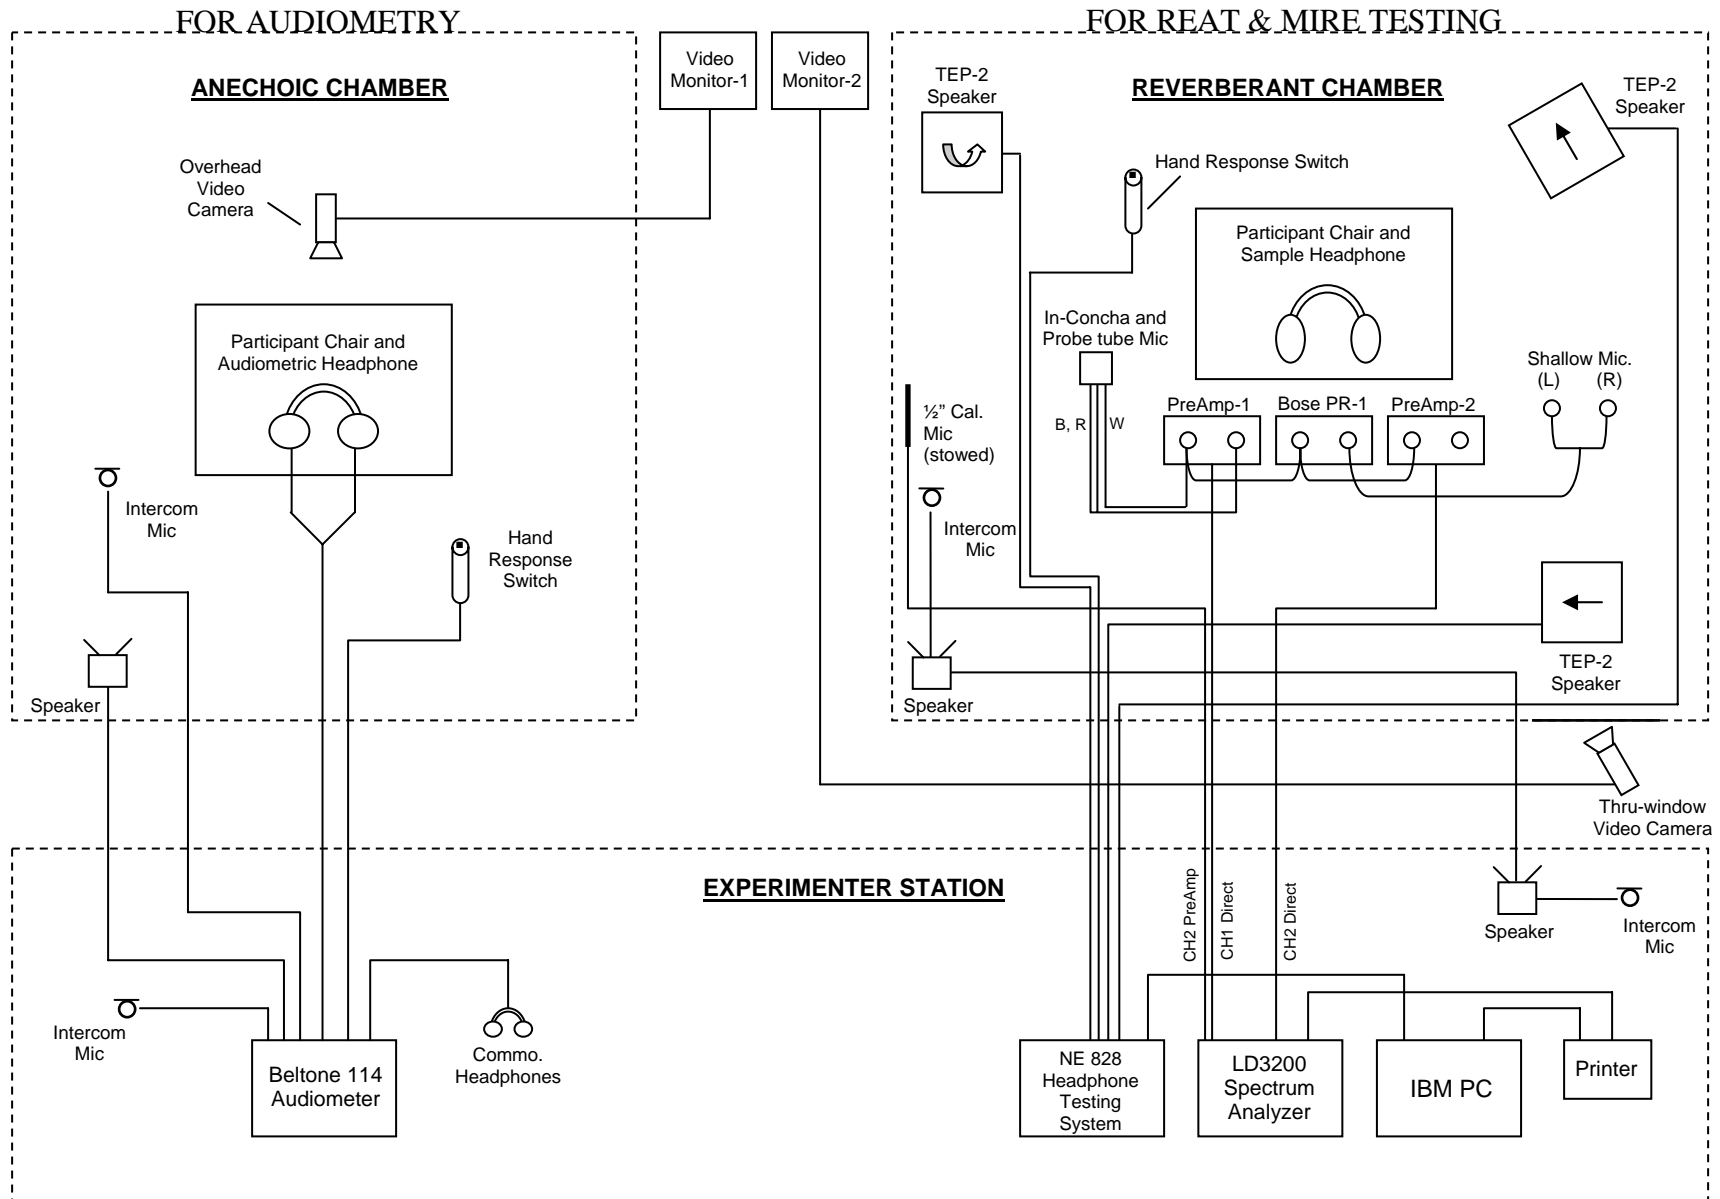 FOR AUDIOMETRY
FOR REAT & MIRE TESTING
ANECHOIC CHAMBER
Video
Monitor-1
Video
Monitor-2
REVERBERANT CHAMBER
TEP-2
Speaker
TEP-2
Speaker
Overhead
Video
Camera
Hand Response Switch
Participant Chair and
Sample Headphone
Participant Chair and
Audiometric Headphone
In-Concha and
Probe tube Mic
Shallow Mic.
(L) (R)
½” Cal.
Mic
(stowed)
B, R
W
PreAmp-1
Bose PR-1
PreAmp-2
Intercom
Mic
Intercom
Mic
Hand
Response
Switch
Speaker
Speaker
TEP-2
Speaker
Thru-window
Video Camera
EXPERIMENTER STATION
CH2 PreAmp
CH1 Direct
CH2 Direct
Speaker
Intercom
Mic
Intercom
Mic
Commo.
Headphones
Beltone 114
Audiometer
NE 828
Headphone
Testing
System
LD3200
Spectrum
Analyzer
IBM PC
Printer